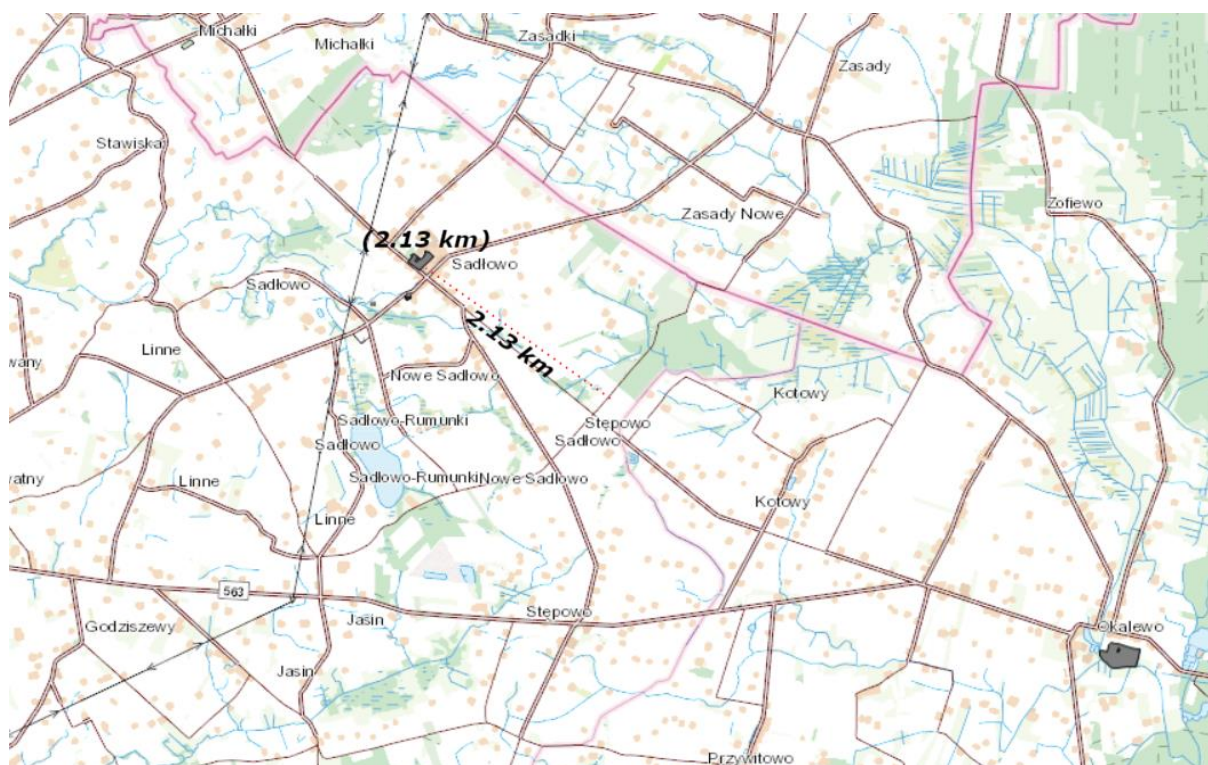 Michałki
Michałki
Zasadki
Zasady
Stawiska
Zofiewo
Zasady Nowe
(2.13 km)
Sadłowo
Sadłowo
2.13 km
Linne
wany
Nowe Sadłowo
Kotowy
Sadłowo-Rumunki
Stępowo
Sadłowo
Sadłowo
watny
Linne
Sadłowo-Rumunki
Nowe Sadłowo
Kotowy
Linne
563
Stępowo
Godziszewy
Jasin
Okalewo
Jasin
Przywitowo